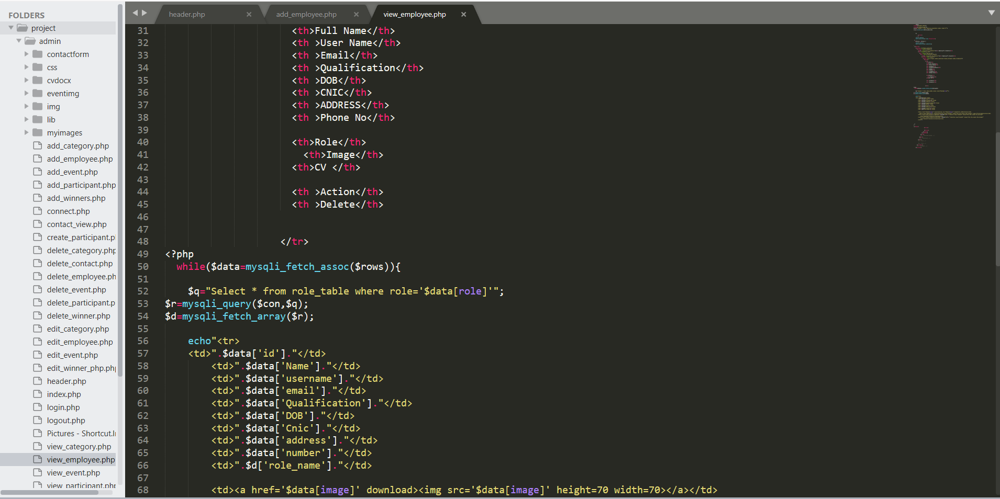 FOLDERS
project
admin
contactform
css
cvdocx
eventimg
img
lib
myimages
add_category.php
add_employee.php
add_event.php
add_participant.php
add_winners.php
connect.php
contact_view.php
create_participant.p
delete_category.php
delete_contact.php
delete_employee.ph
delete_event.php
delete_participant.p
delete_winner.php
edit_category.php
edit_employee.php
edit_event.php
edit_winner_php.php
header.php
index.php
login.php
logout.php
Pictures - Shortcut.l
view_category.php
view_employee.php
view_event.php
view_participant.php
header.php × add_employee.php × view_employee.php ×
31 <th>Full Name</th>
32 <th >User Name</th>
33 <th >Email</th>
34 <th >Qualification</th>
35 <th >DOB</th>
36 <th >CNIC</th>
37 <th >ADDRESS</th>
38 <th >Phone No</th>
39
40 <th>Role</th>
41 <th>Image</th>
42 <th>CV </th>
43
44 <th >Action</th>
45 <th >Delete</th>
46
47
48 </tr>
49 <?php
50 while($data=mysqli_fetch_assoc($rows)){
51
52 $q="Select * from role_table where role='$data[role]'";
53 $r=mysqli_query($con,$q);
54 $d=mysqli_fetch_array($r);
55
56 echo"<tr>
57 <td>".$data['id']."</td>
58 <td>".$data['Name']."</td>
59 <td>".$data['username']."</td>
60 <td>".$data['email']."</td>
61 <td>".$data['Qualification']."</td>
62 <td>".$data['DOB']."</td>
63 <td>".$data['Cnic']."</td>
64 <td>".$data['address']."</td>
65 <td>".$data['number']."</td>
66 <td>".$d['role_name']."</td>
67
68 <td><a href='$data[image]' download><img src='$data[image]' height=70 width=70></a></td>